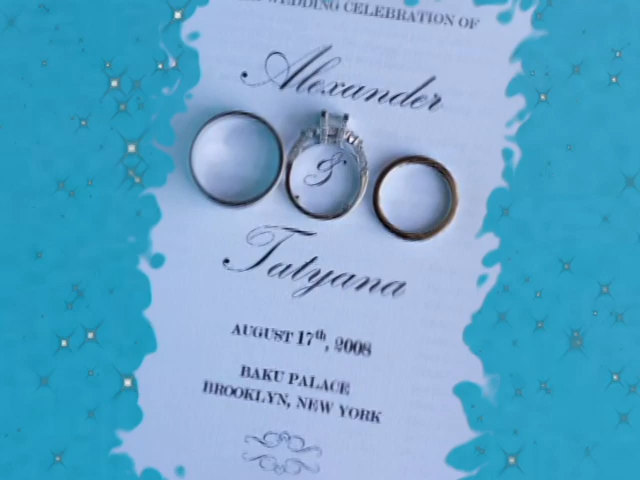 WEDDING CELEBRATION OF
Alexander
&
Tatyana
AUGUST 17th, 2008
BAKU PALACE
BROOKLYN, NEW YORK